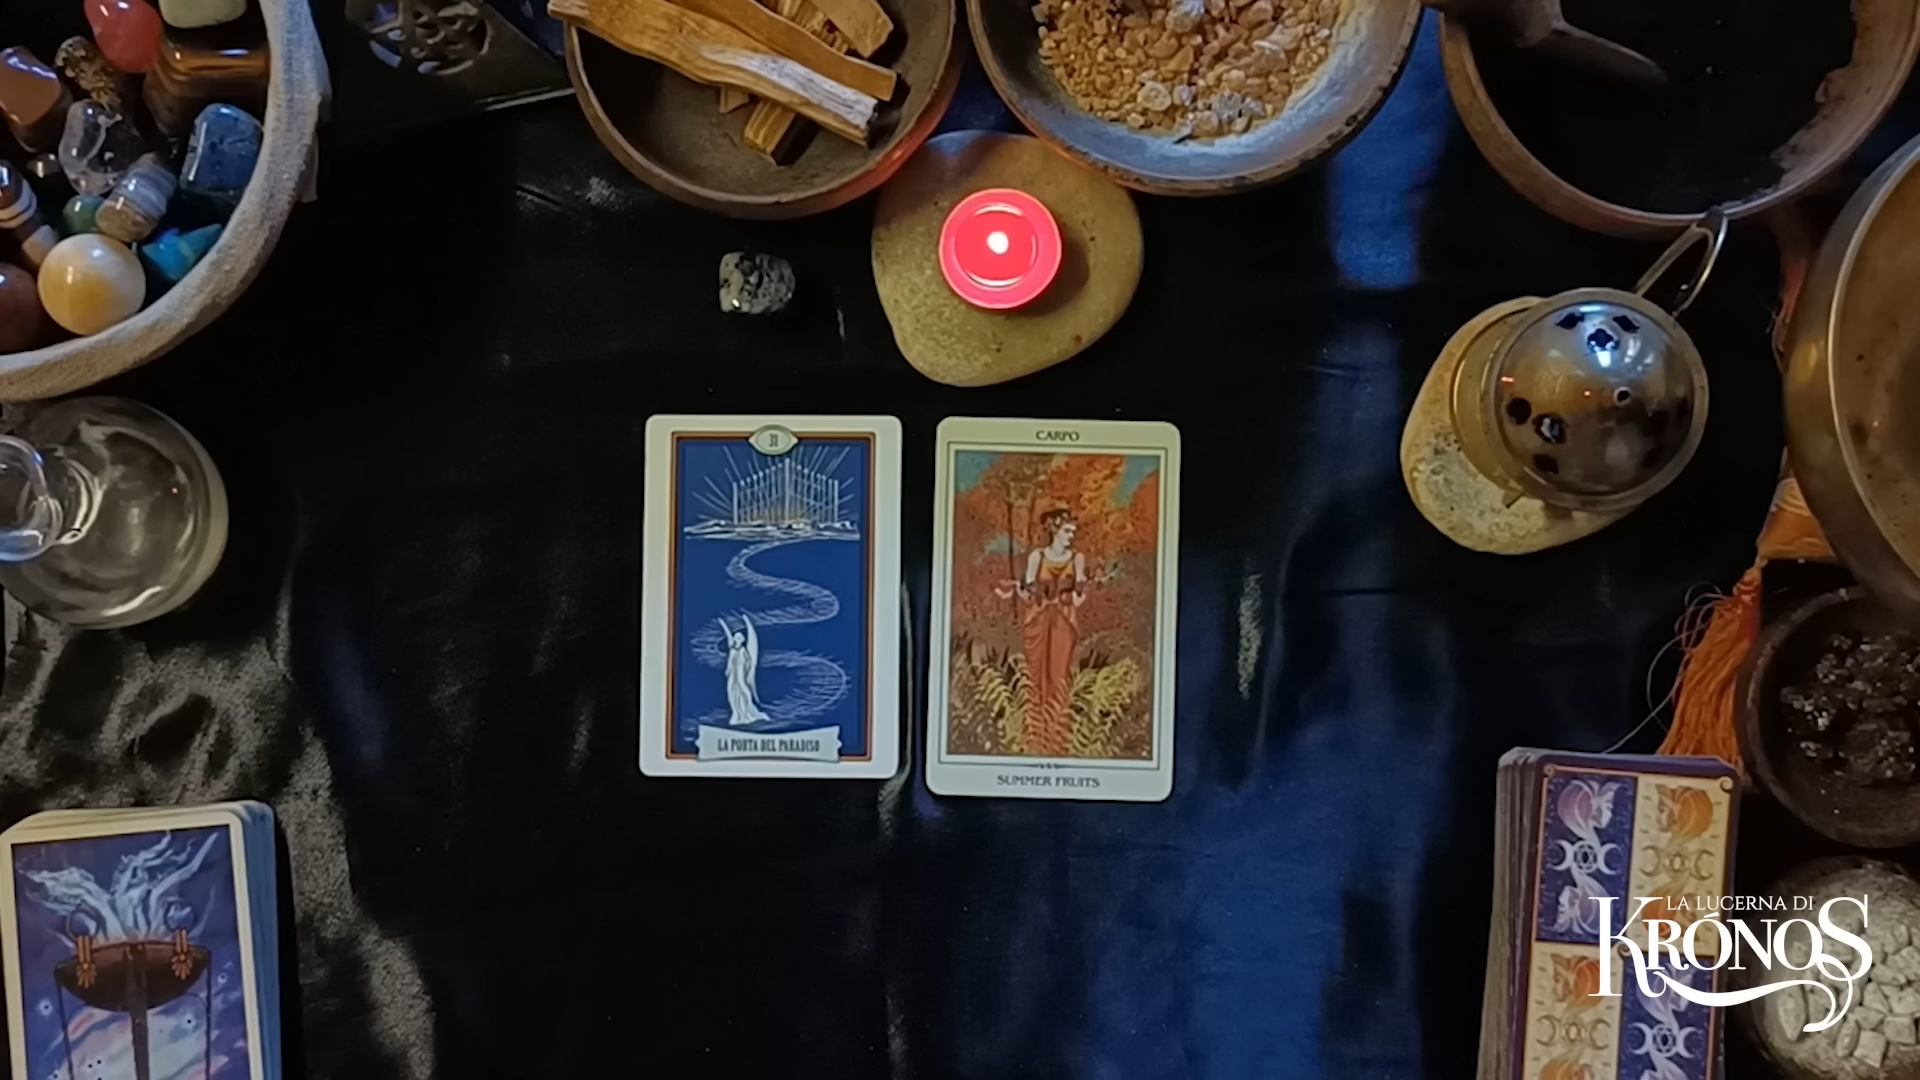 31
LA PORTA DEL PARADISO
CARPO
SUMMER FRUITS
LA LUCERNA DI
KRÓNOS